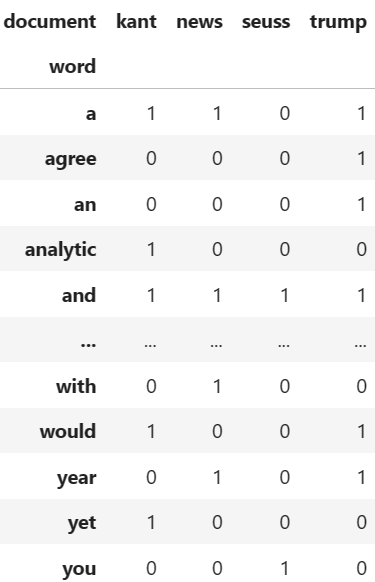 document kant news seuss trump
word
a 1 1 0 1
agree 0 0 0 1
an 0 0 0 1
analytic 1 0 0 0
and 1 1 1 1
... ... ... ... ...
with 0 1 0 0
would 1 0 0 1
year 0 1 0 1
yet 1 0 0 0
you 0 0 1 0